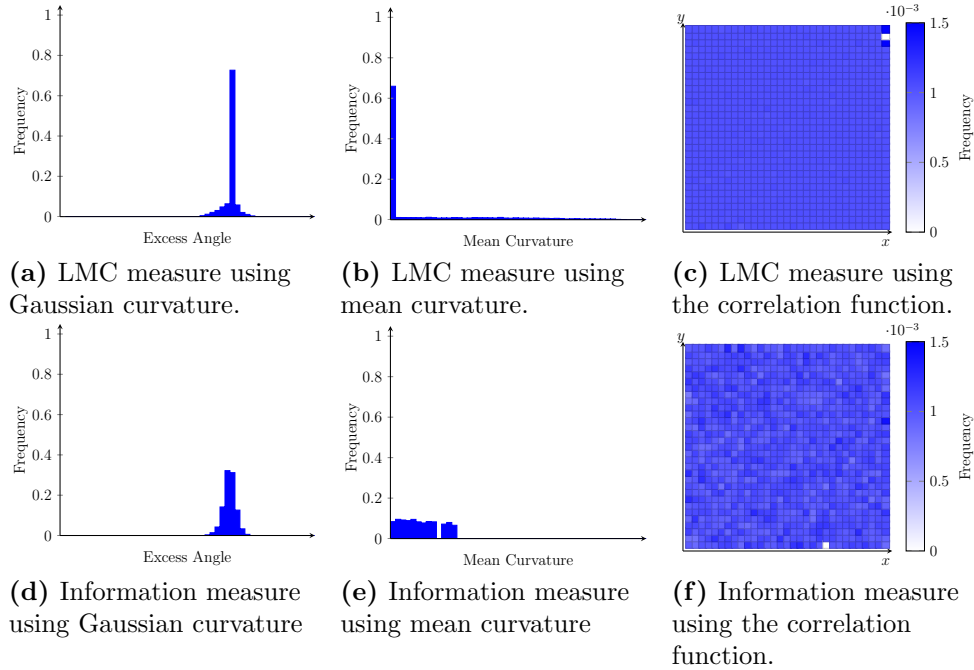 1
0.8
0.6
0.4
0.2
0
Frequency
Excess Angle
(a) LMC measure using
Gaussian curvature.
1
0.8
0.6
0.4
0.2
0
Frequency
Mean Curvature
(b) LMC measure using
mean curvature.
y
x
·10⁻³
1.5
1
0.5
0
Frequency
(c) LMC measure using
the correlation function.
1
0.8
0.6
0.4
0.2
0
Frequency
Excess Angle
(d) Information measure
using Gaussian curvature
1
0.8
0.6
0.4
0.2
0
Frequency
Mean Curvature
(e) Information measure
using mean curvature
y
x
·10⁻³
1.5
1
0.5
0
Frequency
(f) Information measure
using the correlation
function.